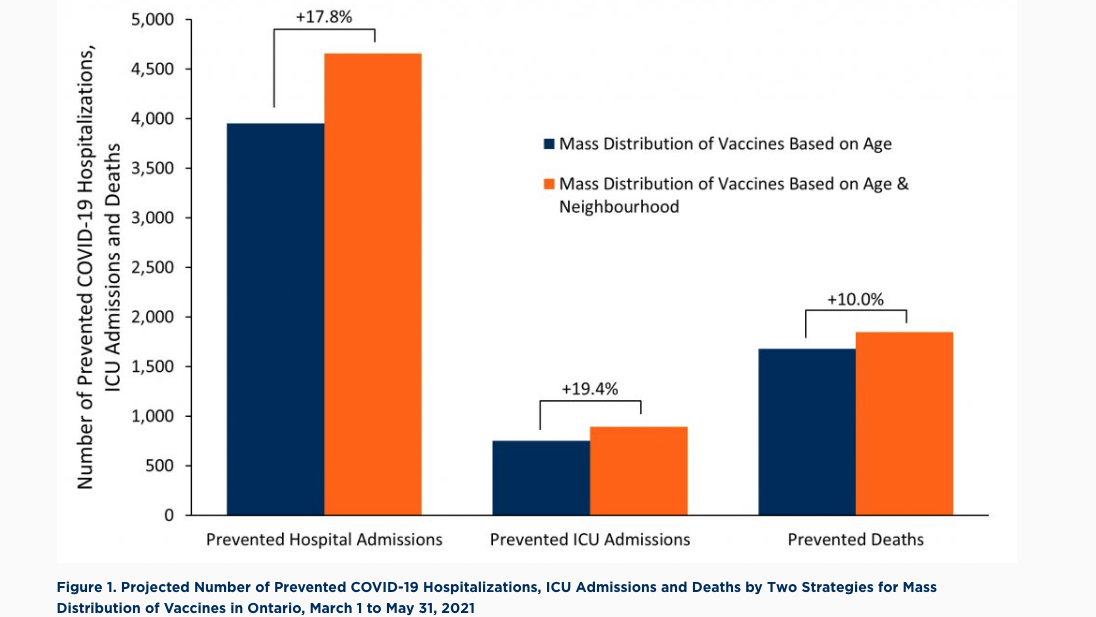 Number of Prevented COVID-19 Hospitalizations,
ICU Admissions and Deaths
5,000
4,500
4,000
3,500
3,000
2,500
2,000
1,500
1,000
500
0
+17.8%
+19.4%
+10.0%
Mass Distribution of Vaccines Based on Age
Mass Distribution of Vaccines Based on Age &
Neighbourhood
Prevented Hospital Admissions
Prevented ICU Admissions
Prevented Deaths
Figure 1. Projected Number of Prevented COVID-19 Hospitalizations, ICU Admissions and Deaths by Two Strategies for Mass
Distribution of Vaccines in Ontario, March 1 to May 31, 2021